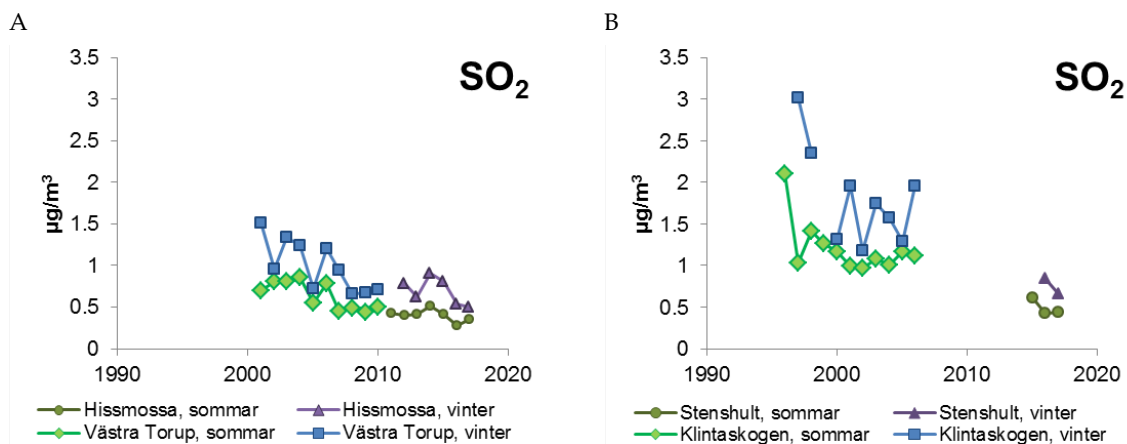 A
B
SO2
µg/m3
3.5
3
2.5
2
1.5
1
0.5
0
1990 2000 2010 2020
Hissmossa, sommar Hissmossa, vinter
Västra Torup, sommar Västra Torup, vinter
SO2
µg/m3
3.5
3
2.5
2
1.5
1
0.5
0
1990 2000 2010 2020
Stenshult, sommar Stenshult, vinter
Klintaskogen, sommar Klintaskogen, vinter